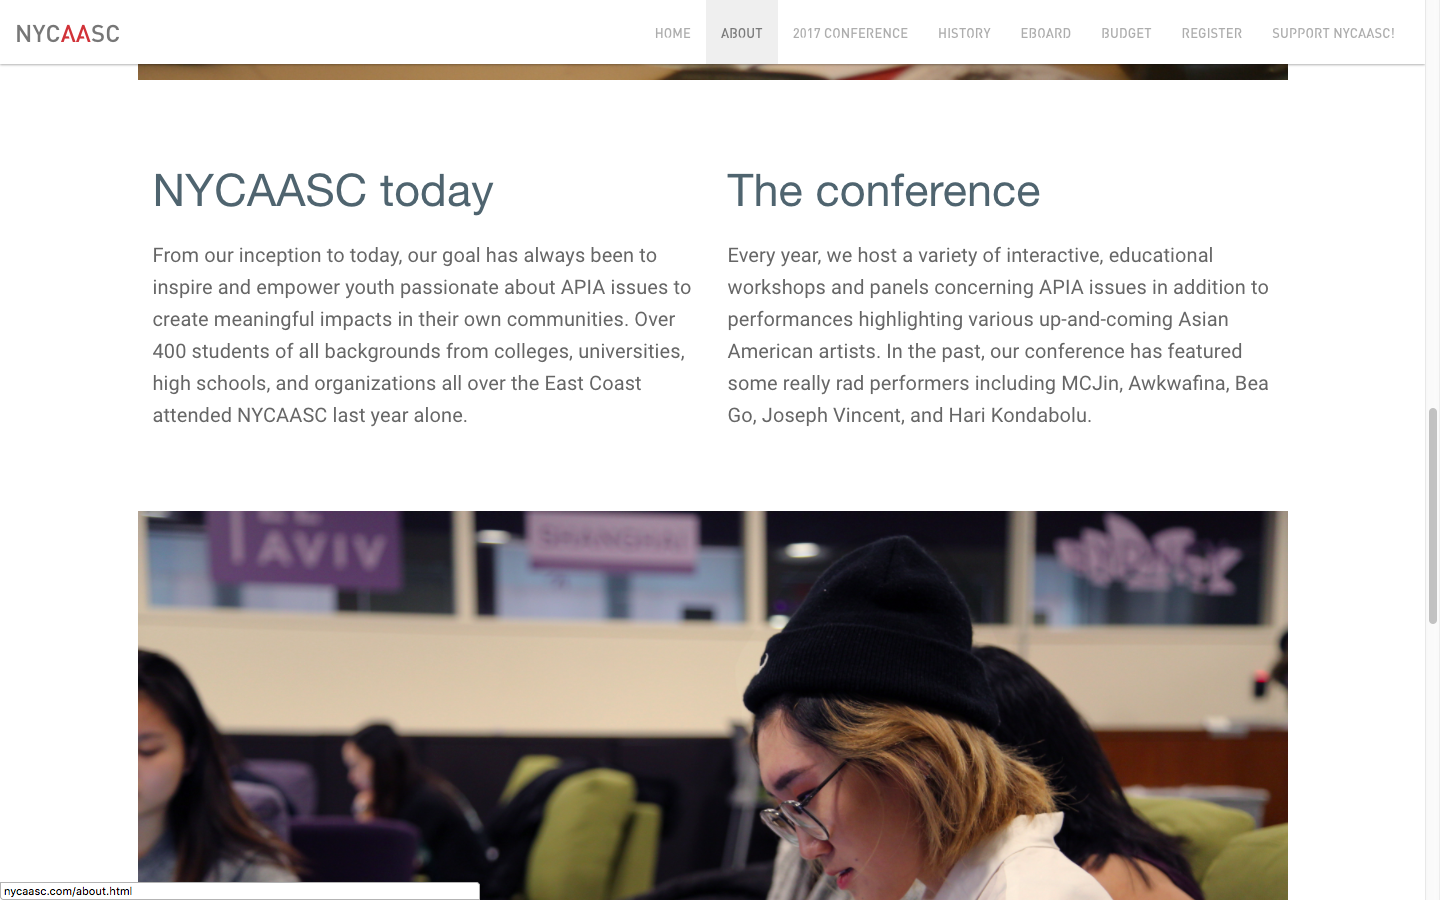 NYCAASC
HOME
ABOUT
2017 CONFERENCE
HISTORY
EBOARD
BUDGET
REGISTER
SUPPORT NYCAASC!
NYCAASC today
From our inception to today, our goal has always been to
inspire and empower youth passionate about APIA issues to
create meaningful impacts in their own communities. Over
400 students of all backgrounds from colleges, universities,
high schools, and organizations all over the East Coast
attended NYCAASC last year alone.
The conference
Every year, we host a variety of interactive, educational
workshops and panels concerning APIA issues in addition to
performances highlighting various up-and-coming Asian
American artists. In the past, our conference has featured
some really rad performers including MCJin, Awkwafina, Bea
Go, Joseph Vincent, and Hari Kondabolu.
AVIV
SHANGHAI
nycaasc.com/about.html